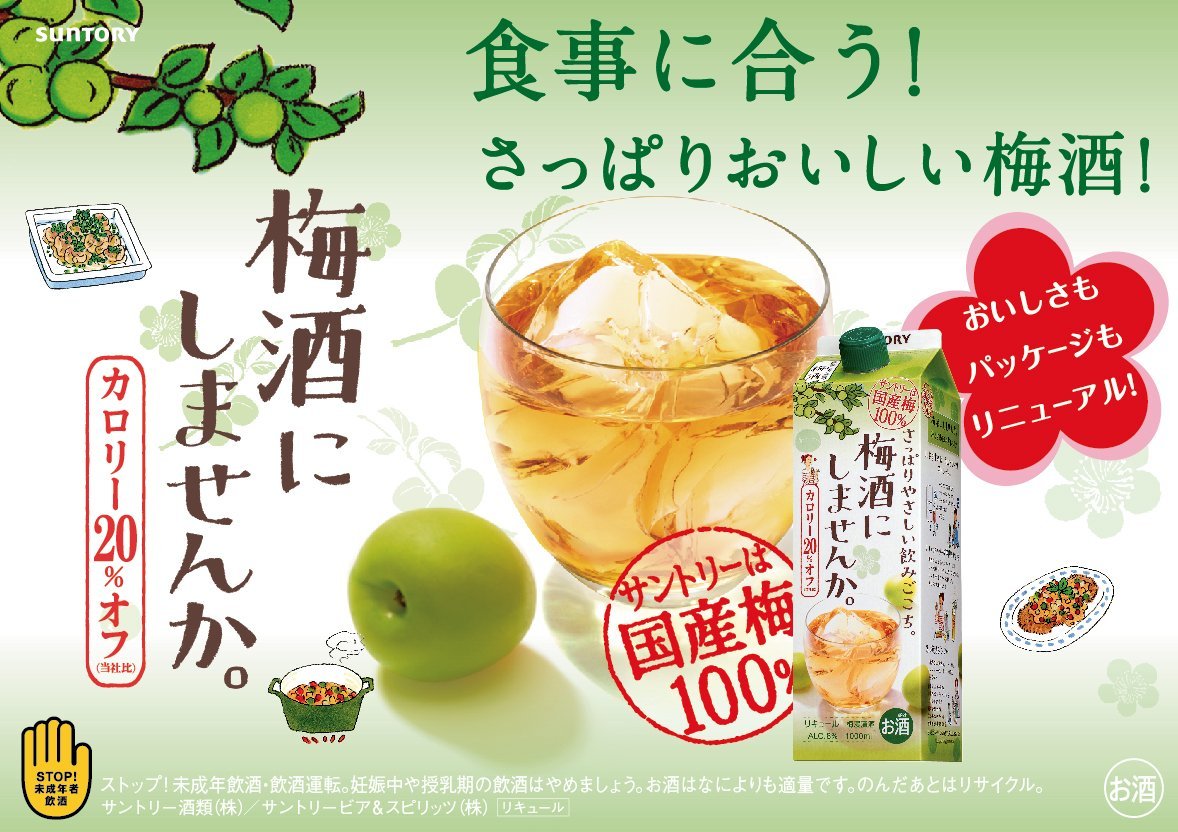 SUNTORY
食事に合う!
さっぱりおいしい梅酒!
梅酒に
しませんか。
カロリー20%オフ
(当社比)
おいしさも
パッケージも
リニューアル!
サントリーは
国産梅
100%
SUNTORY
サントリーは
国産梅
100%
さっぱりやさしい飲みごこち。
梅酒に
しませんか。
カロリー20%オフ
リキュール
ALC.8% 1000m
お酒
STOP!
未成年者
飲酒
ストップ!未成年飲酒・飲酒運転。妊娠中や授乳期の飲酒はやめましょう。お酒はなによりも適量です。のんだあとはリサイクル。
サントリー酒類(株)/サントリービア&スピリッツ(株) リキュール
お酒